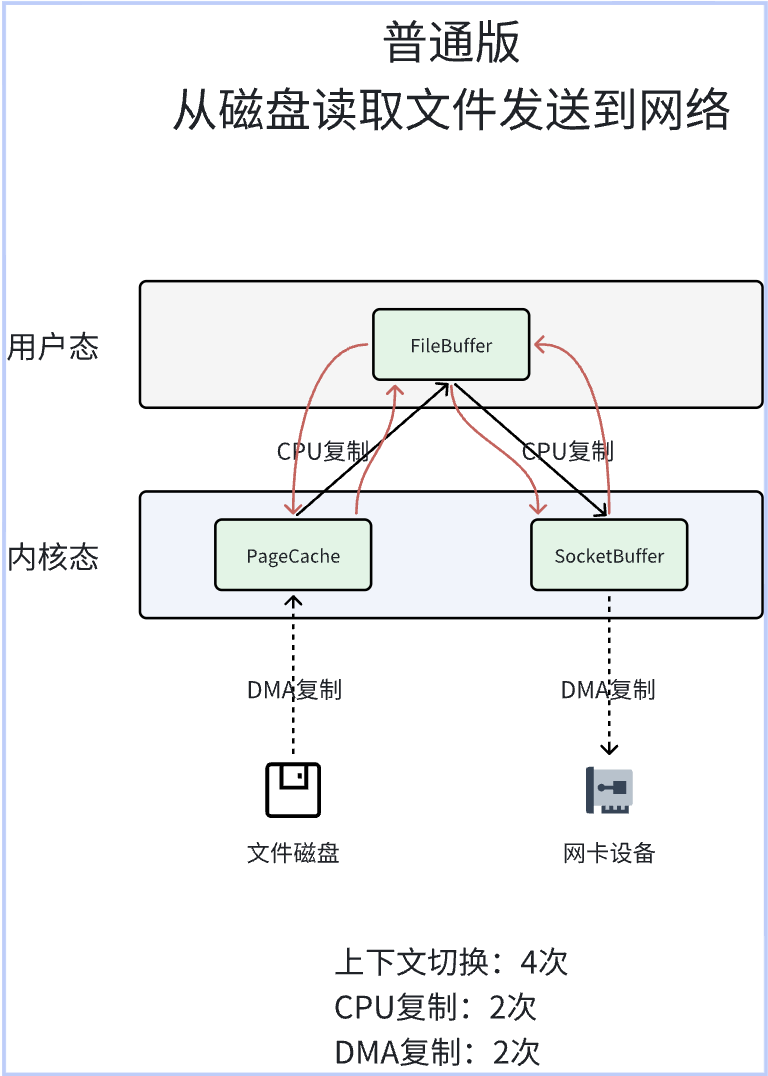 普通版
从磁盘读取文件发送到网络
用户态
FileBuffer
CPU复制
CPU复制
内核态
PageCache
SocketBuffer
DMA复制
DMA复制
文件磁盘
网卡设备
上下文切换：4次
CPU复制：2次
DMA复制：2次